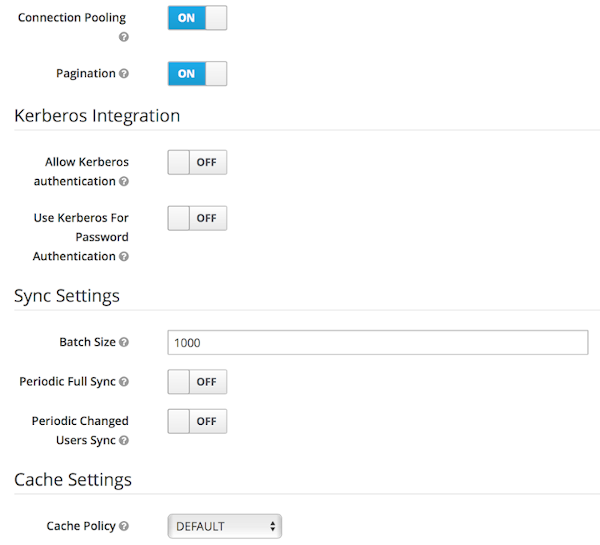 Connection Pooling
ON
Pagination
ON
Kerberos Integration
Allow Kerberos
authentication
OFF
Use Kerberos For
Password
Authentication
OFF
Sync Settings
Batch Size
1000
Periodic Full Sync
OFF
Periodic Changed
Users Sync
OFF
Cache Settings
Cache Policy
DEFAULT